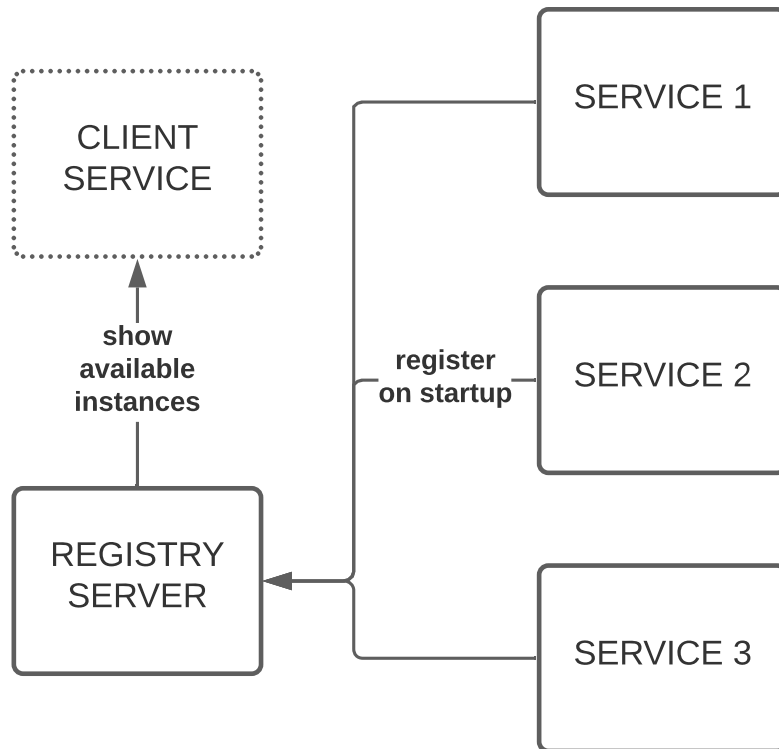 CLIENT
SERVICE
show
available
instances
REGISTRY
SERVER
register
on startup
SERVICE 1
SERVICE 2
SERVICE 3